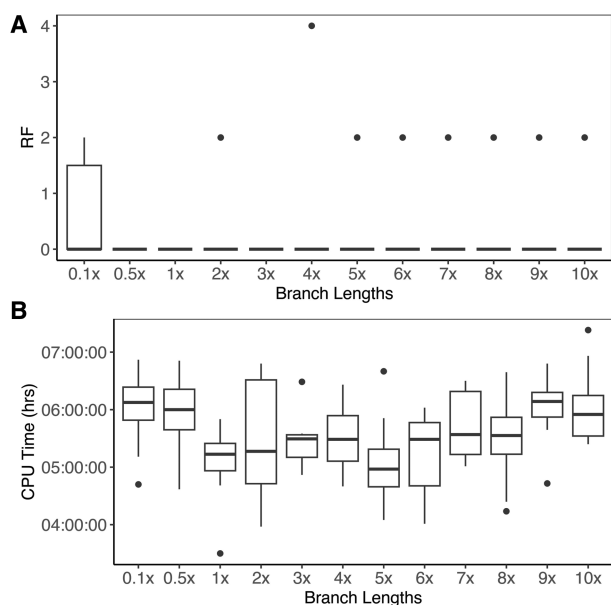 A
4
3
2
1
0
RF
0.1x 0.5x 1x 2x 3x 4x 5x 6x 7x 8x 9x 10x
Branch Lengths
B
07:00:00
06:00:00
05:00:00
04:00:00
CPU Time (hrs)
0.1x 0.5x 1x 2x 3x 4x 5x 6x 7x 8x 9x 10x
Branch Lengths